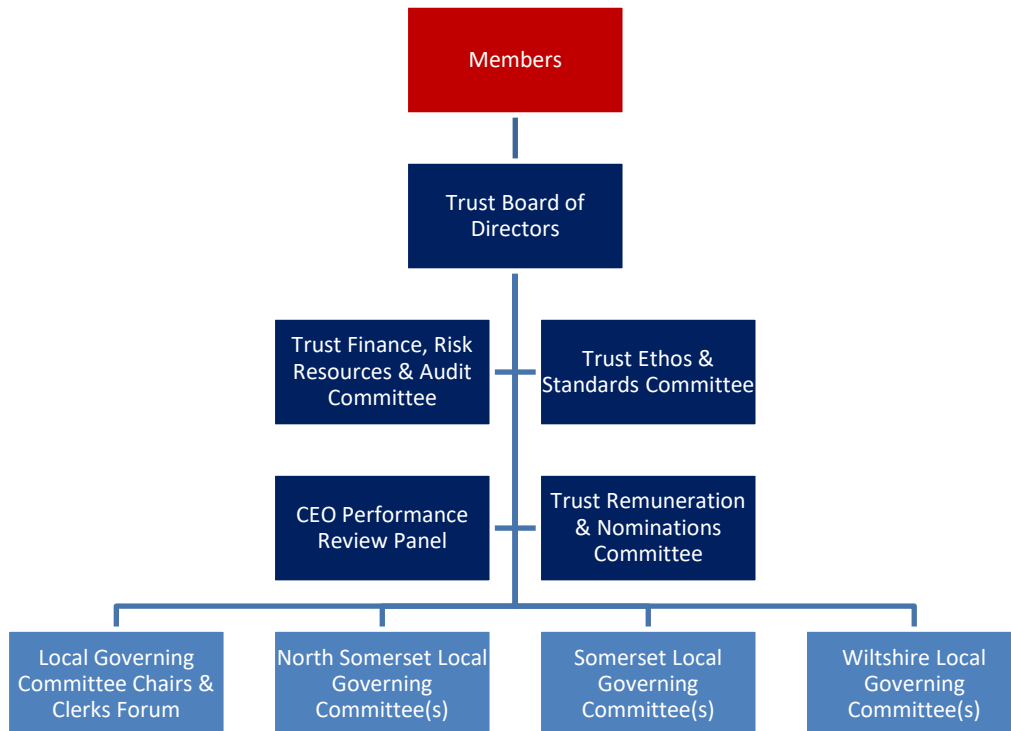 Members
Trust Board of
Directors
Trust Finance, Risk
Resources & Audit
Committee
Trust Ethos &
Standards Committee
CEO Performance
Review Panel
Trust Remuneration
& Nominations
Committee
Local Governing
Committee Chairs &
Clerks Forum
North Somerset Local
Governing
Committee(s)
Somerset Local
Governing
Committee(s)
Wiltshire Local
Governing
Committee(s)